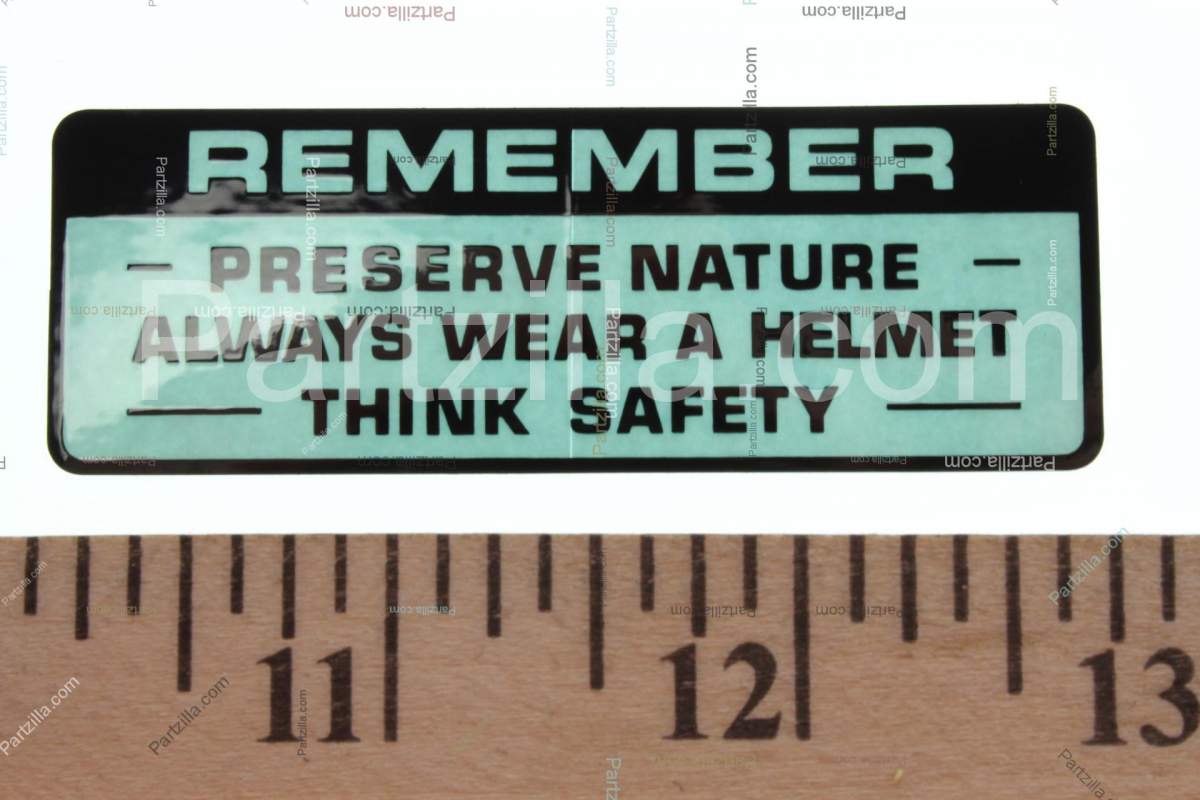 REMEMBER
— PRESERVE NATURE —
ALWAYS WEAR A HELMET
— THINK SAFETY —
Partzilla.com
11 12 13